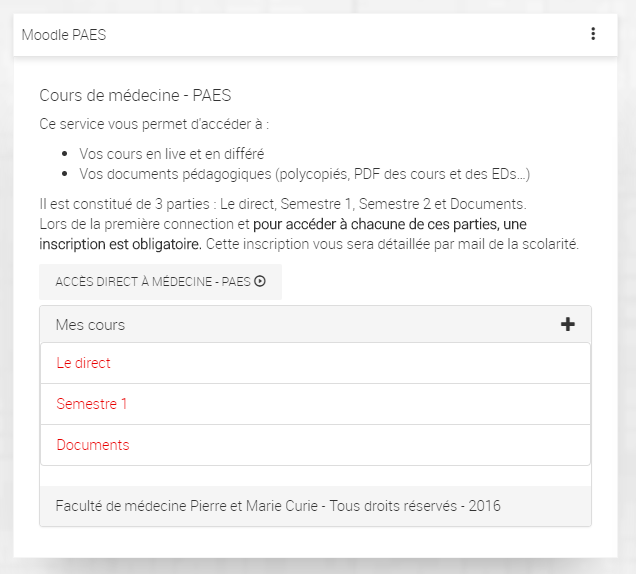 Moodle PAES
Cours de médecine - PAES
Ce service vous permet d'accéder à :
Vos cours en live et en différé
Vos documents pédagogiques (polycopiés, PDF des cours et des EDs...)
Il est constitué de 3 parties : Le direct, Semestre 1, Semestre 2 et Documents.
Lors de la première connection et pour accéder à chacune de ces parties, une
inscription est obligatoire. Cette inscription vous sera détaillée par mail de la scolarité.
ACCÈS DIRECT À MÉDECINE - PAES
Mes cours
Le direct
Semestre 1
Documents
Faculté de médecine Pierre et Marie Curie - Tous droits réservés - 2016